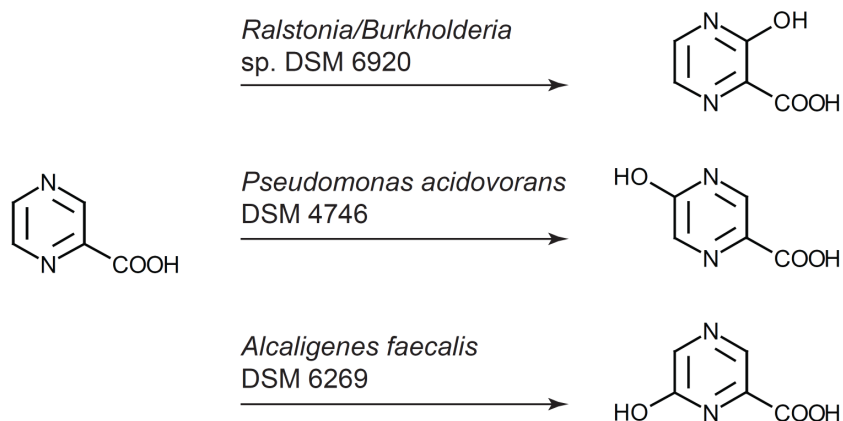 Ralstonia/Burkholderia
sp. DSM 6920
N
OH
N
COOH
N
N
COOH
Pseudomonas acidovorans
DSM 4746
HO
N
N
COOH
Alcaligenes faecalis
DSM 6269
N
HO
N
COOH